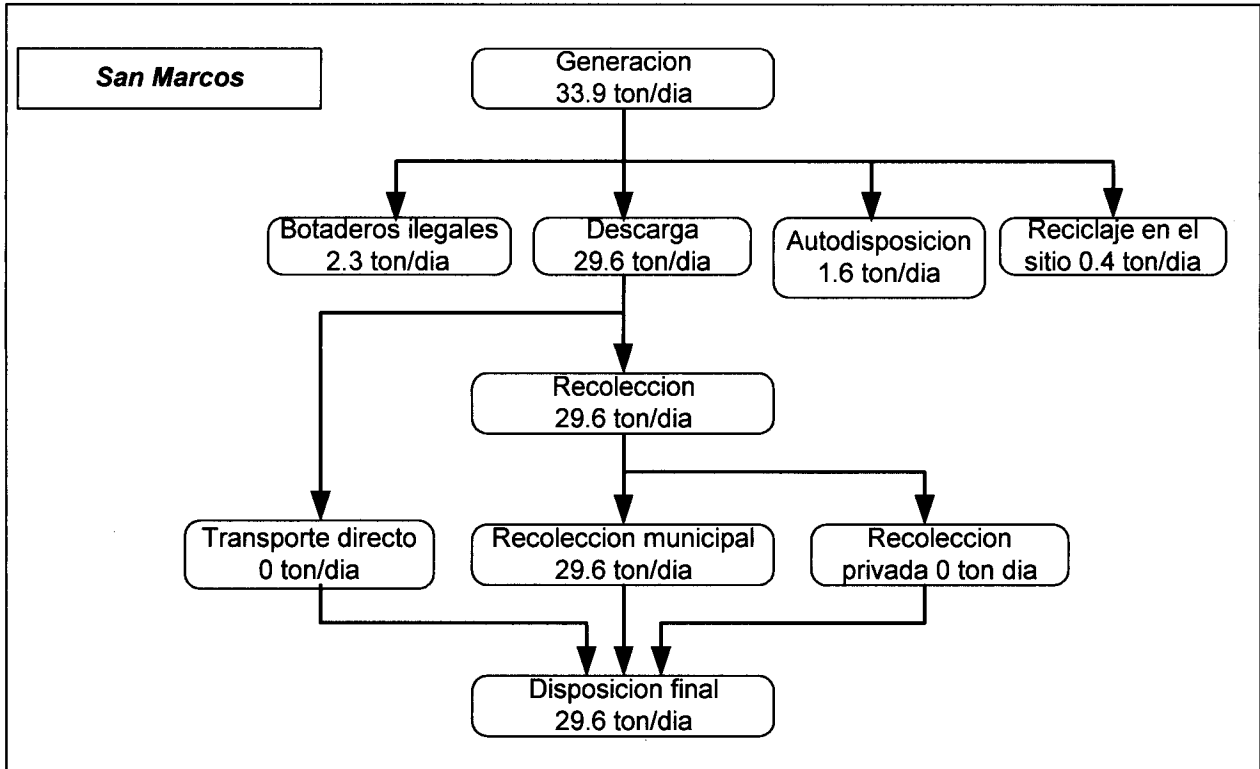 San Marcos
Generacion
33.9 ton/dia
Botaderos ilegales
2.3 ton/dia
Descarga
29.6 ton/dia
Autodisposicion
1.6 ton/dia
Reciclaje en el
sitio 0.4 ton/dia
Recoleccion
29.6 ton/dia
Transporte directo
0 ton/dia
Recoleccion municipal
29.6 ton/dia
Recoleccion
privada 0 ton dia
Disposicion final
29.6 ton/dia